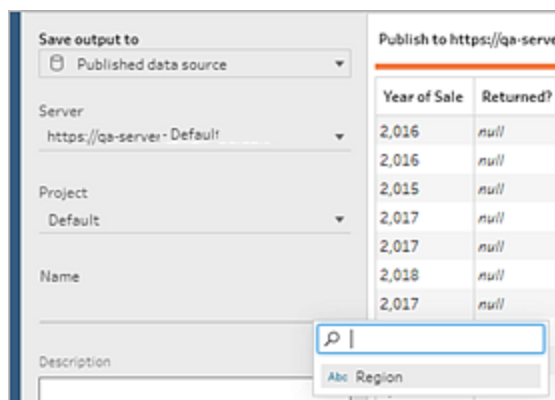 Save output to
Published data source
Server
https://qa-server - Default
Project
Default
Name
Description
Publish to https://qa-serve
Year of Sale Returned?
2,016 null
2,016 null
2,015 null
2,017 null
2,017 null
2,018 null
2,017 null
Abc Region